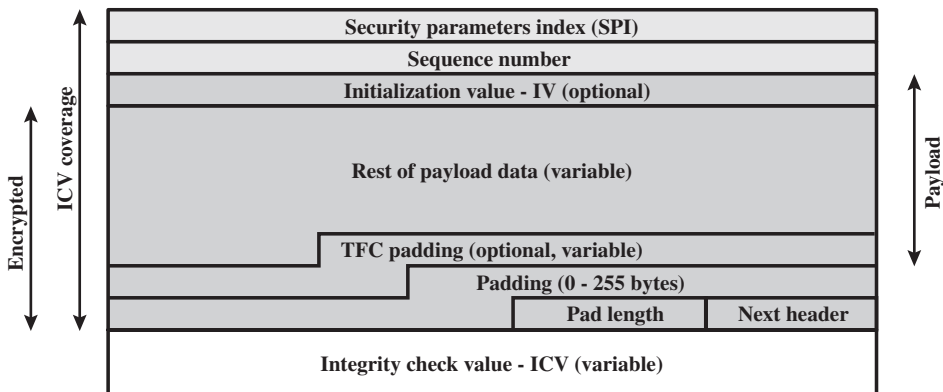 Security parameters index (SPI)
Sequence number
Initialization value - IV (optional)
Rest of payload data (variable)
TFC padding (optional, variable)
Padding (0 - 255 bytes)
Pad length
Next header
Integrity check value - ICV (variable)
Encrypted
ICV coverage
Payload